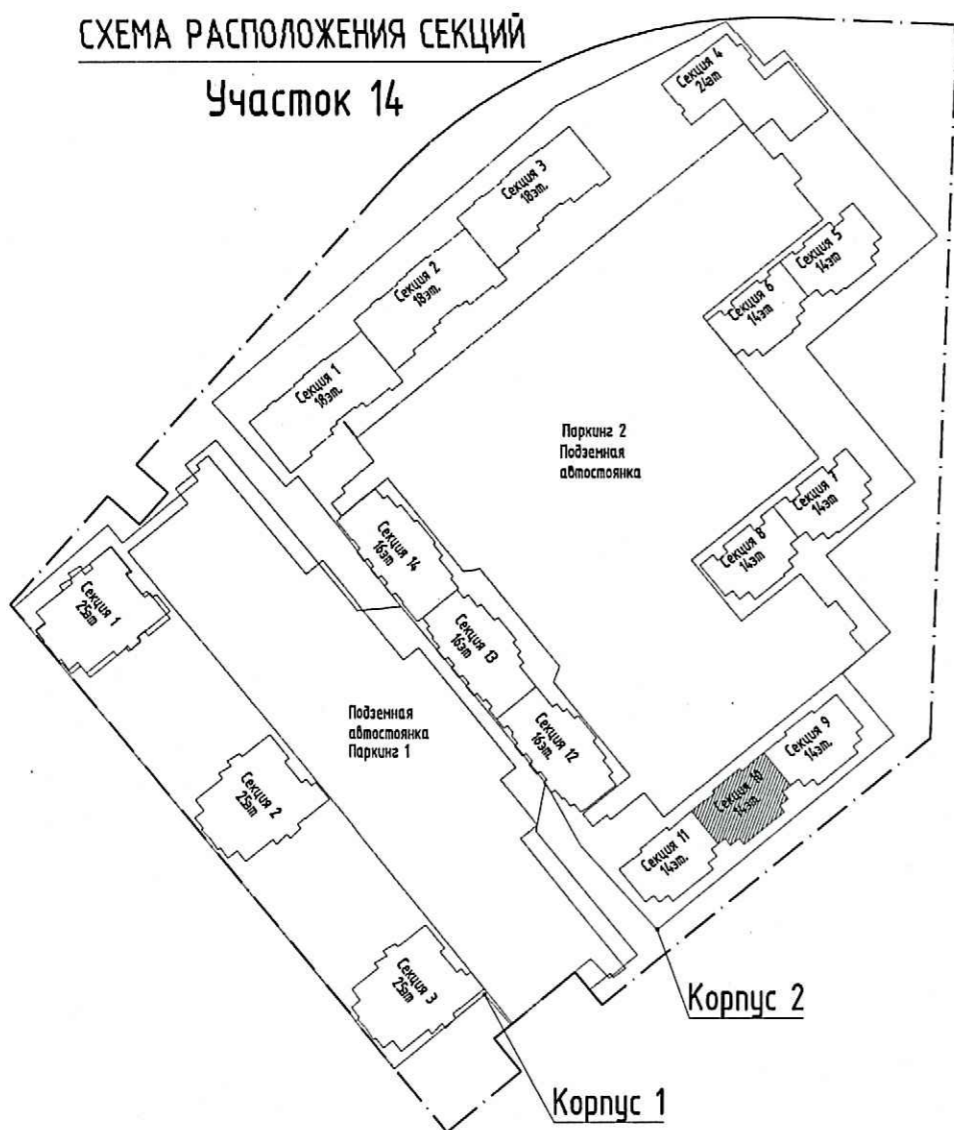 СХЕМА РАСПОЛОЖЕНИЯ СЕКЦИЙ
Участок 14
Секция 4
24эт
Секция 3
18эт.
Секция 2
18эт.
Секция 1
18эт.
Секция 5
14эт
Секция 6
14эт
Паркинг 2
Подземная
автостоянка
Секция 7
14эт
Секция 8
14эт
Секция 14
16эт
Секция 13
16эт
Секция 12
16эт.
Секция 1
25эт
Подземная
автостоянка
Паркинг 1
Секция 2
25эт
Секция 9
14эт.
Секция 10
14эт.
Секция 11
14эт.
Секция 3
25эт
Корпус 2
Корпус 1